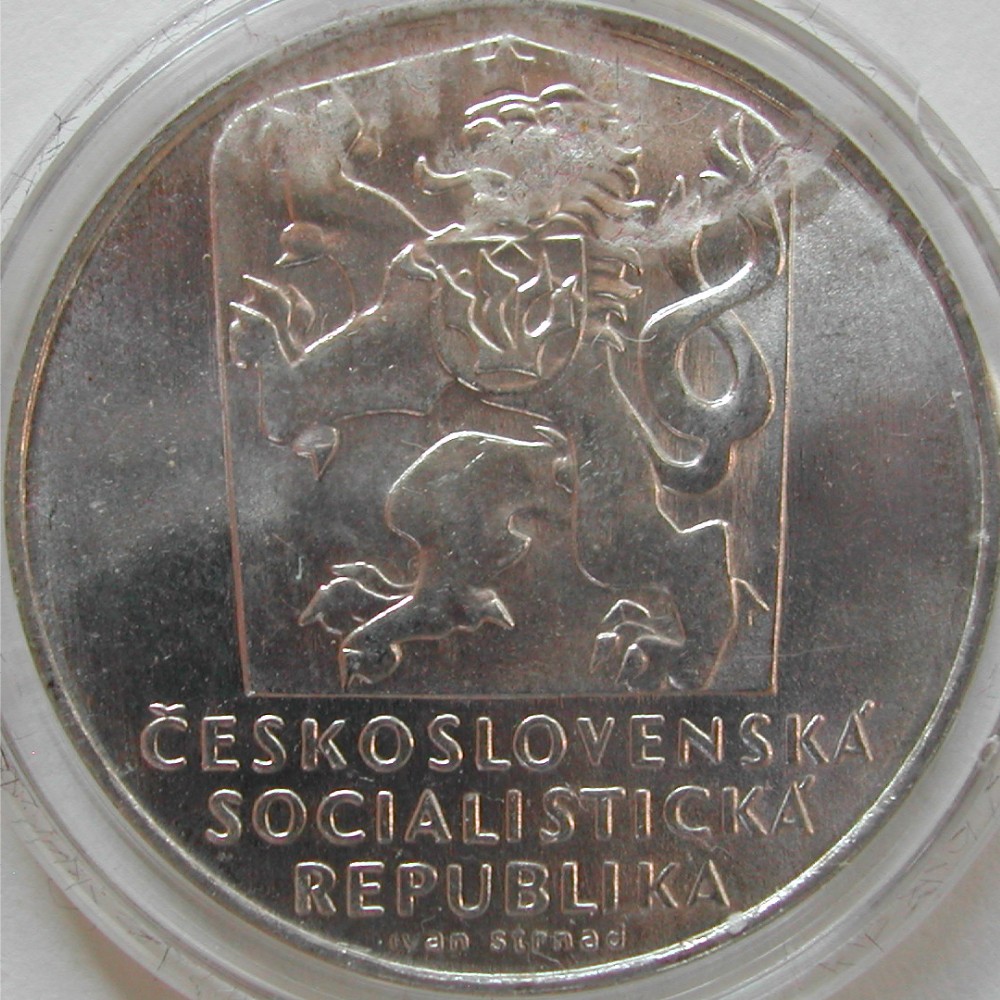 ČESKOSLOVENSKÁ
SOCIALISTICKÁ
REPUBLIKA
ivan strnad